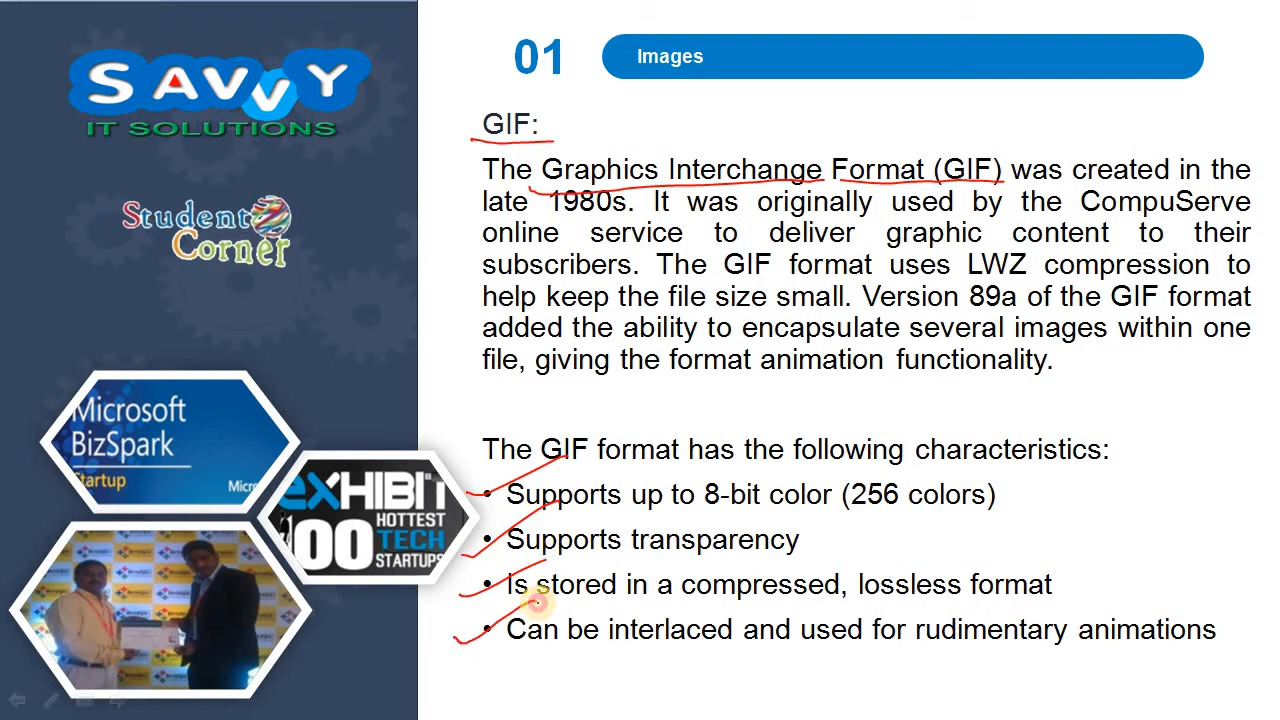 SAVVY
IT SOLUTIONS
Student
Corner
Microsoft
BizSpark
Startup
Micr
eXHIBIT
100 HOTTEST
TECH
STARTUPS
01
Images
GIF:
The Graphics Interchange Format (GIF) was created in the
late 1980s. It was originally used by the CompuServe
online service to deliver graphic content to their
subscribers. The GIF format uses LWZ compression to
help keep the file size small. Version 89a of the GIF format
added the ability to encapsulate several images within one
file, giving the format animation functionality.
The GIF format has the following characteristics:
• Supports up to 8-bit color (256 colors)
• Supports transparency
• Is stored in a compressed, lossless format
• Can be interlaced and used for rudimentary animations